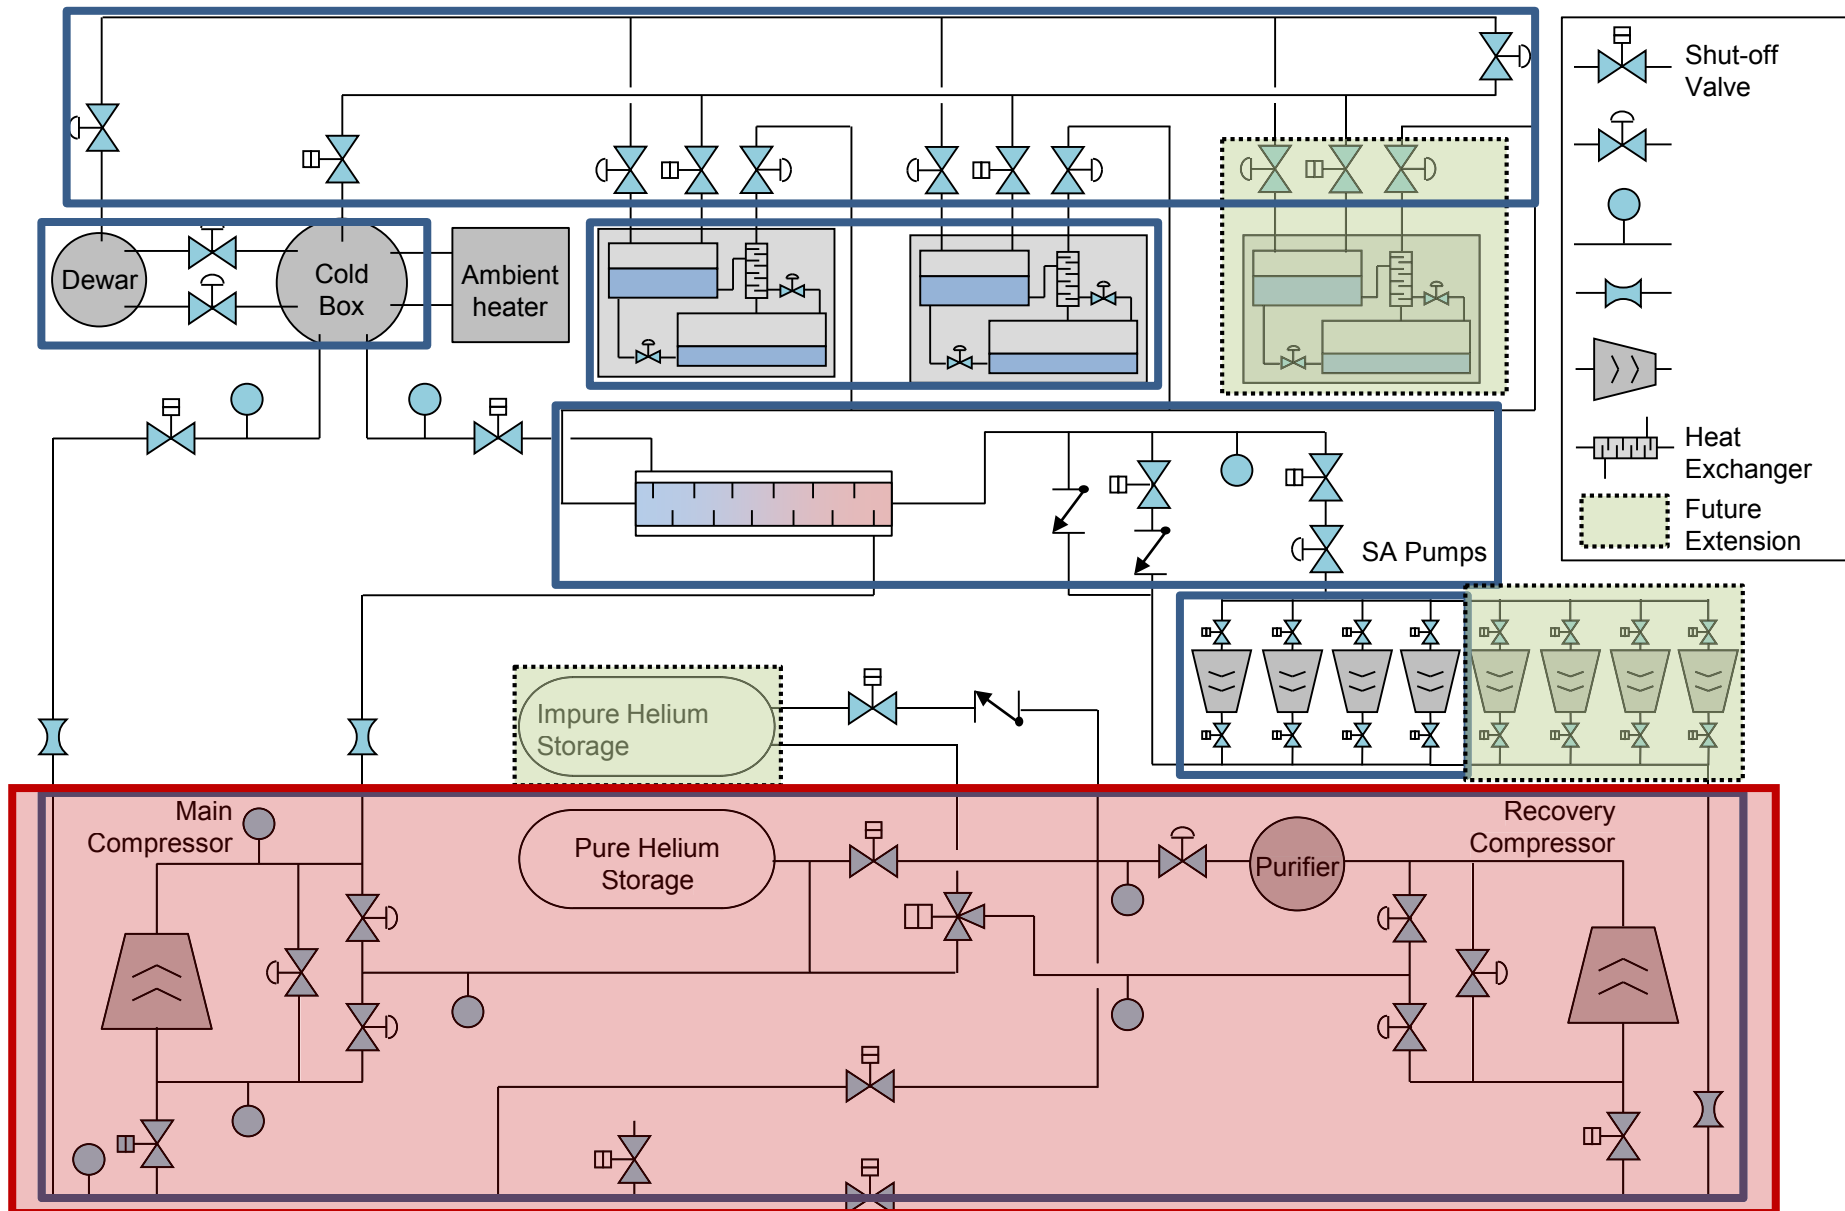 Shut-off
Valve
Dewar
Cold
Box
Ambient
heater
Heat
Exchanger
Future
Extension
SA Pumps
Impure Helium
Storage
Main
Compressor
Pure Helium
Storage
Purifier
Recovery
Compressor